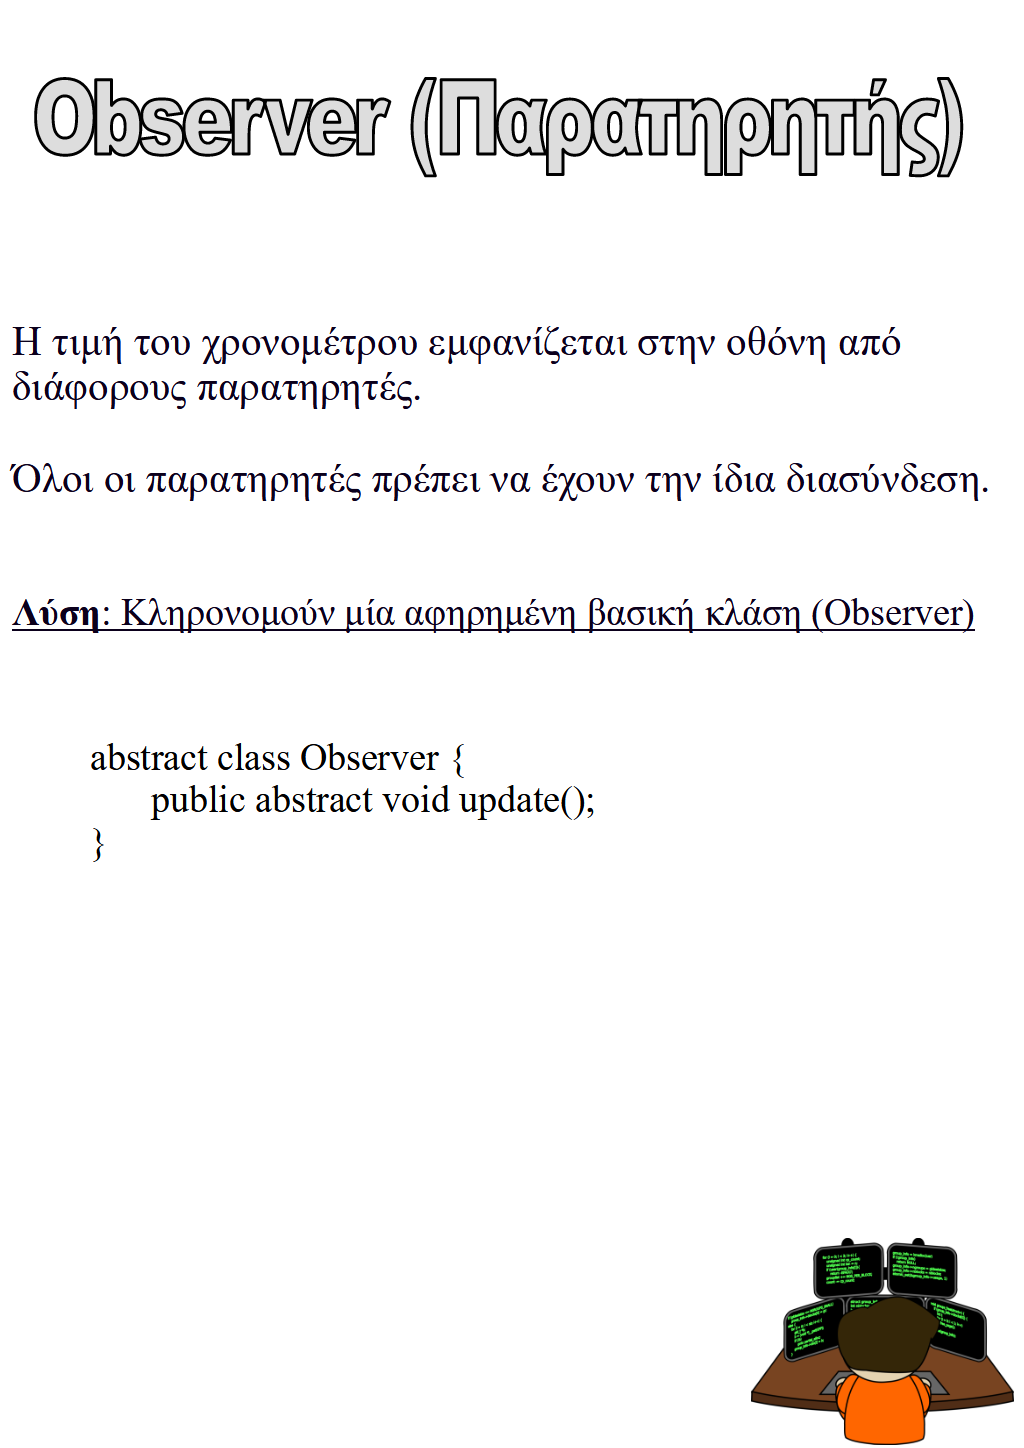 Observer (Παρατηρητής)
Η τιμή του χρονομέτρου εμφανίζεται στην οθόνη από
διάφορους παρατηρητές.
Όλοι οι παρατηρητές πρέπει να έχουν την ίδια διασύνδεση.
Λύση: Κληρονομούν μία αφηρημένη βασική κλάση (Observer)
abstract class Observer {
public abstract void update();
}